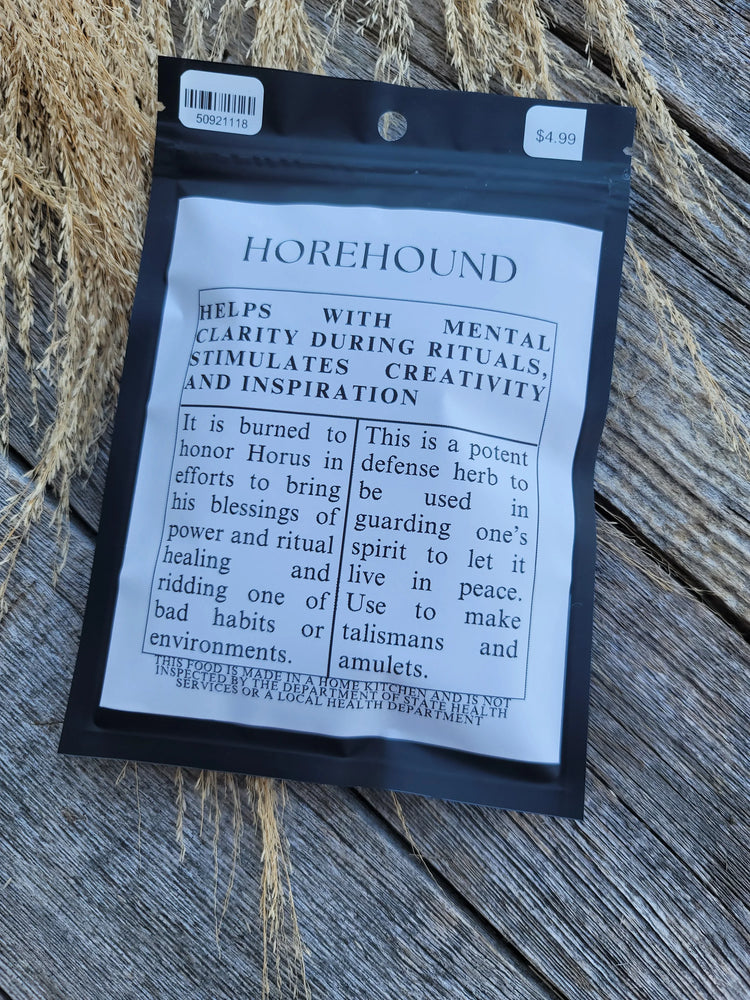 50921118
$4.99
HOREHOUND
HELPS WITH MENTAL
CLARITY DURING RITUALS,
STIMULATES CREATIVITY
AND INSPIRATION
It is burned to
honor Horus in
efforts to bring
his blessings of
power and ritual
healing and
ridding one of
bad habits or
environments.
This is a potent
defense herb to
be used in
guarding one's
spirit to let it
live in peace.
Use to make
talismans and
amulets.
THIS FOOD IS MADE IN A HOME KITCHEN AND IS NOT
INSPECTED BY THE DEPARTMENT OF STATE HEALTH
SERVICES OR A LOCAL HEALTH DEPARTMENT